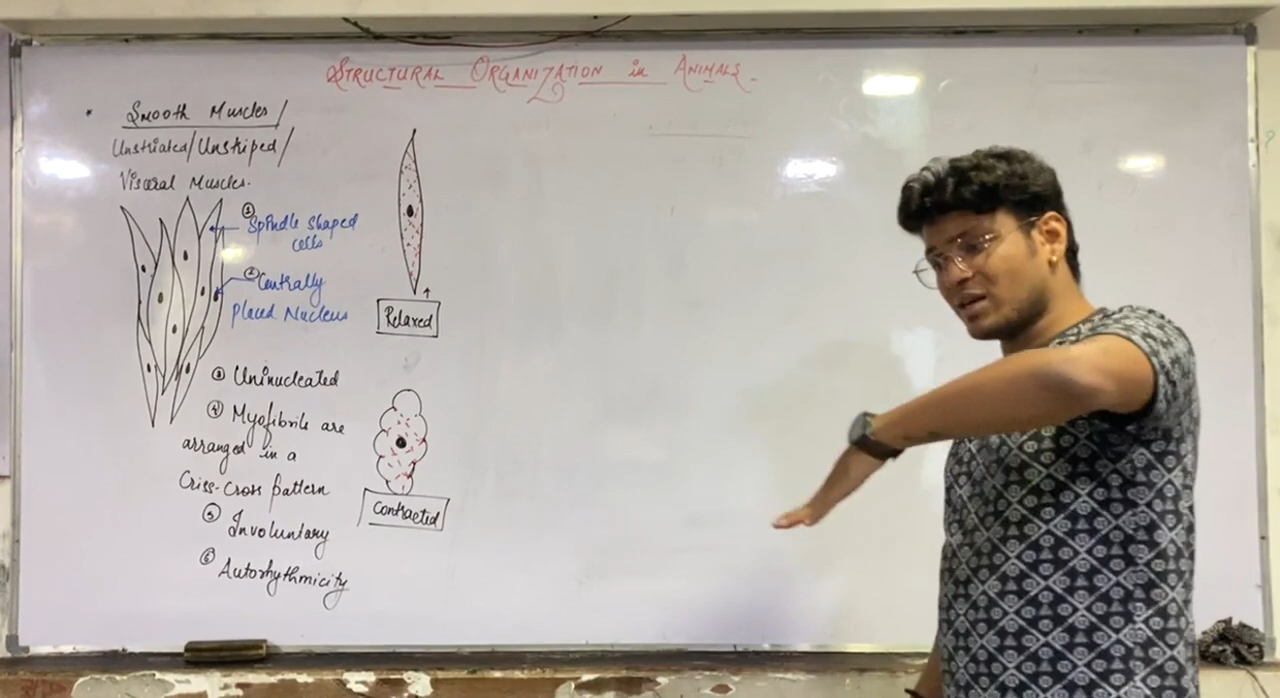 STRUCTURAL ORGANIZATION in ANIMALS.
* Smooth Muscles/
Unstriated/Unstriped/
Visceral Muscles.
① Spindle shaped
cells
② Centrally
placed Nucleus
③ Uninucleated
④ Myofibrils are
arranged in a
Criss-Cross pattern
⑤ Involuntary
⑥ Autorhythmicity
Relaxed
Contracted